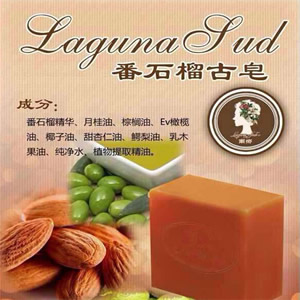 Laguna Sud
番石榴古皂
成分：
番石榴精华、月桂油、棕榈油、Ev橄榄
油、椰子油、甜杏仁油、鳄梨油、乳木
果油、纯净水，植物提取精油。